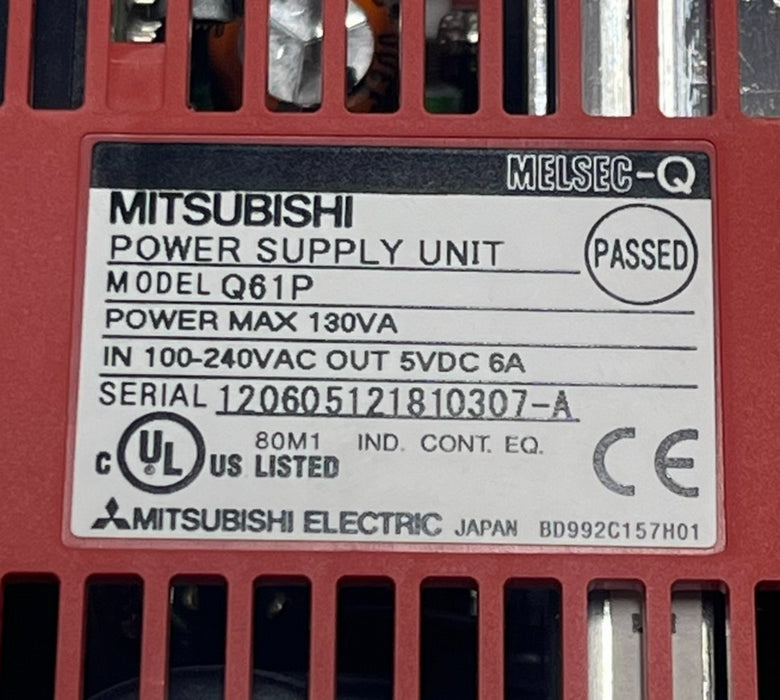 MELSEC-Q
MITSUBISHI
POWER SUPPLY UNIT
PASSED
MODEL Q61P
POWER MAX 130VA
IN 100-240VAC OUT 5VDC 6A
SERIAL 120605121810307-A
C UL US LISTED 80M1 IND. CONT. EQ.
CE
MITSUBISHI ELECTRIC JAPAN BD992C157H01